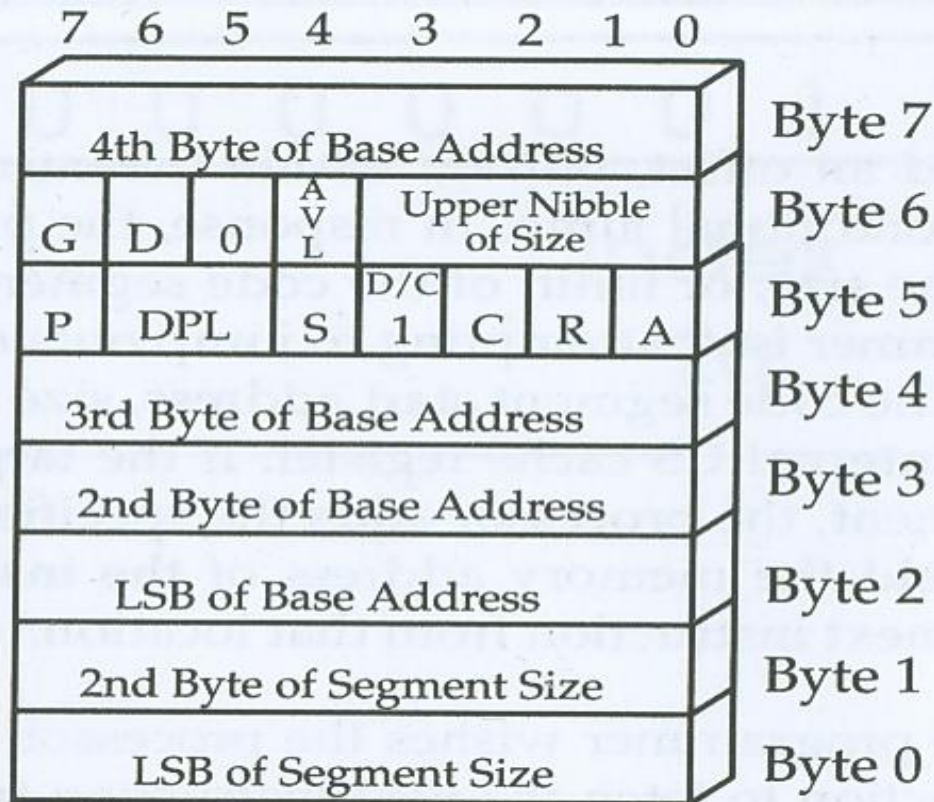 7 6 5 4 3 2 1 0
4th Byte of Base Address Byte 7
G D 0 AVL Upper Nibble of Size Byte 6
P DPL S D/C 1 C R A Byte 5
3rd Byte of Base Address Byte 4
2nd Byte of Base Address Byte 3
LSB of Base Address Byte 2
2nd Byte of Segment Size Byte 1
LSB of Segment Size Byte 0